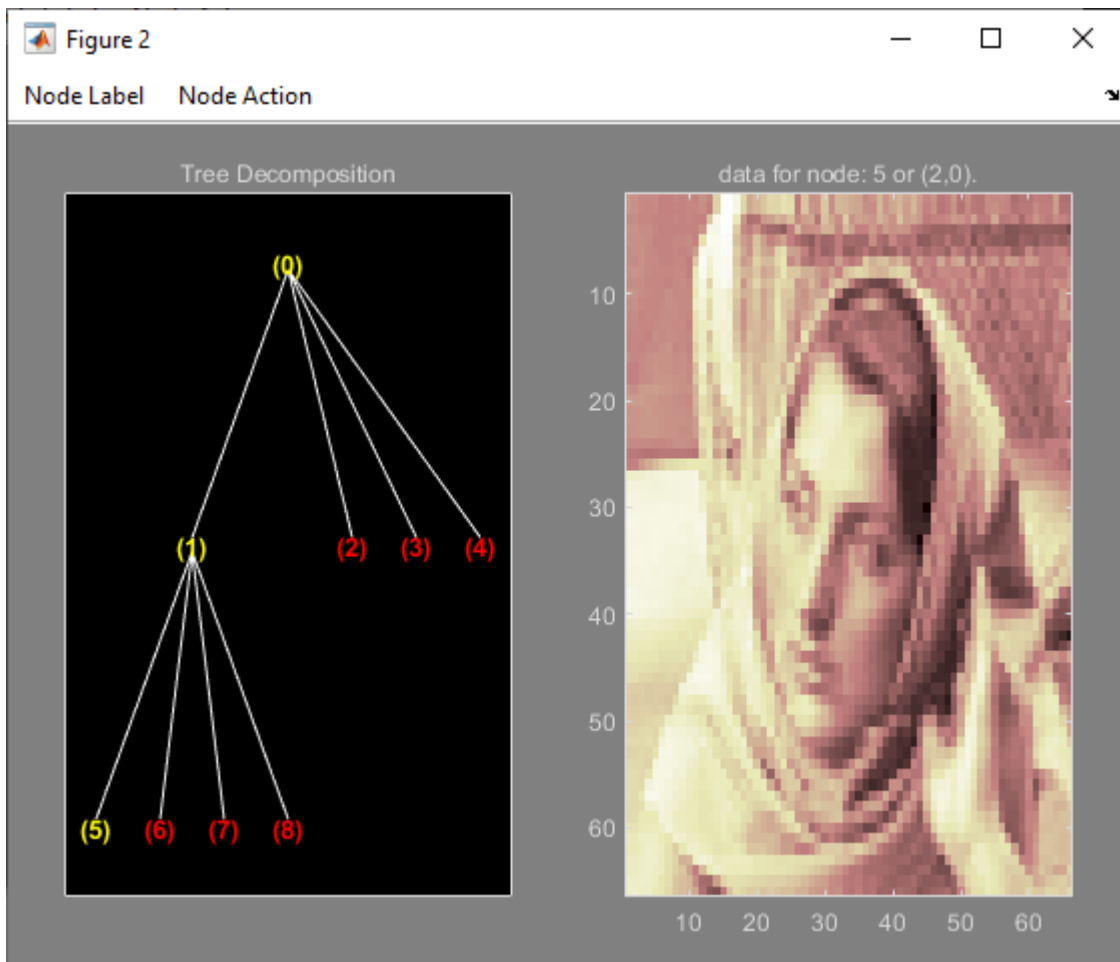 Figure 2
Node Label Node Action
Tree Decomposition
(0)
(1) (2) (3) (4)
(5) (6) (7) (8)
data for node: 5 or (2,0).
10
20
30
40
50
60
10 20 30 40 50 60